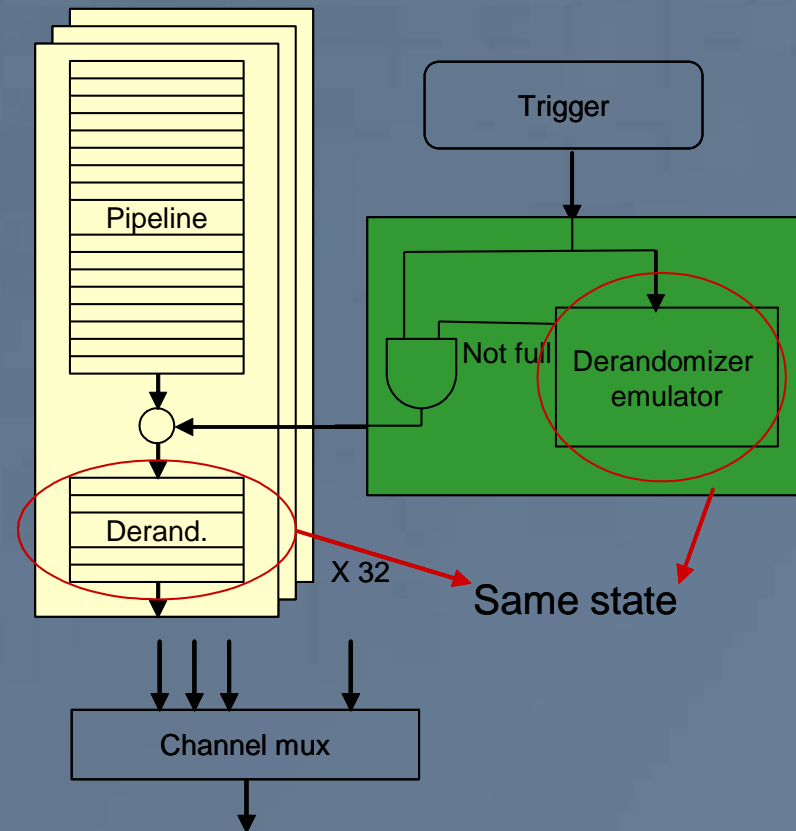 Trigger
Pipeline
Not full
Derandomizer
emulator
Derand.
X 32
Same state
Channel mux